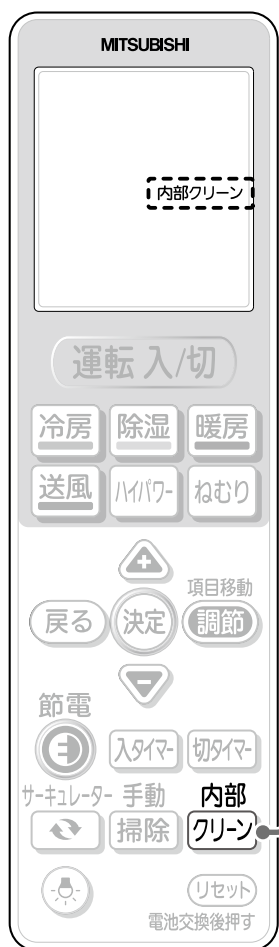 MITSUBISHI
内部クリーン
運転 入/切
冷房 除湿 暖房
送風 ハイパワー ねむり
項目移動
戻る 決定 調節
節電
入タイマー 切タイマー
サーキュレーター 手動 内部
掃除 クリーン
リセット
電池交換後押す